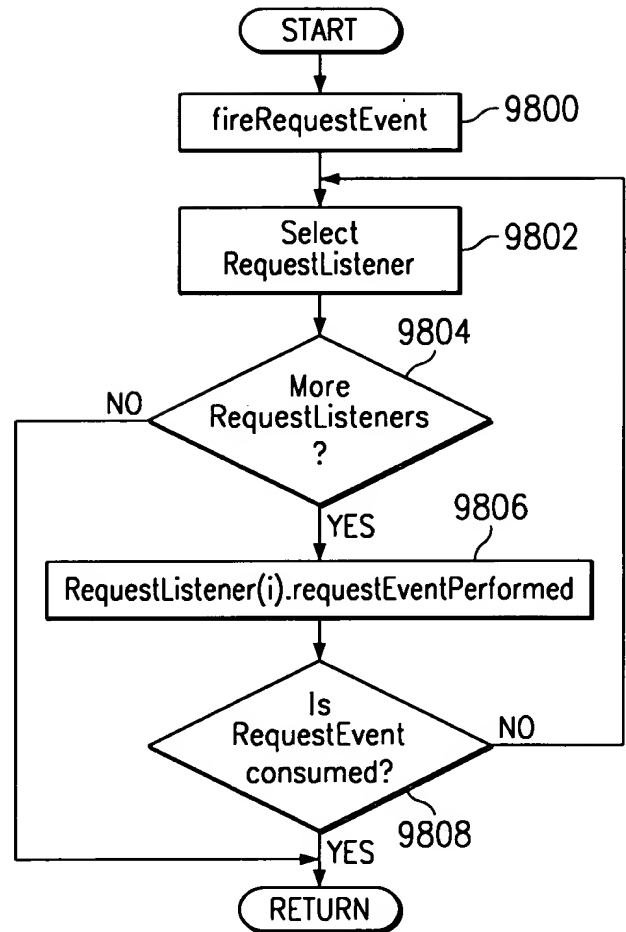 START
fireRequestEvent
9800
Select
RequestListener
9802
9804
More
RequestListeners
?
NO
YES
9806
RequestListener(i).requestEventPerformed
Is
RequestEvent
consumed?
NO
9808
YES
RETURN